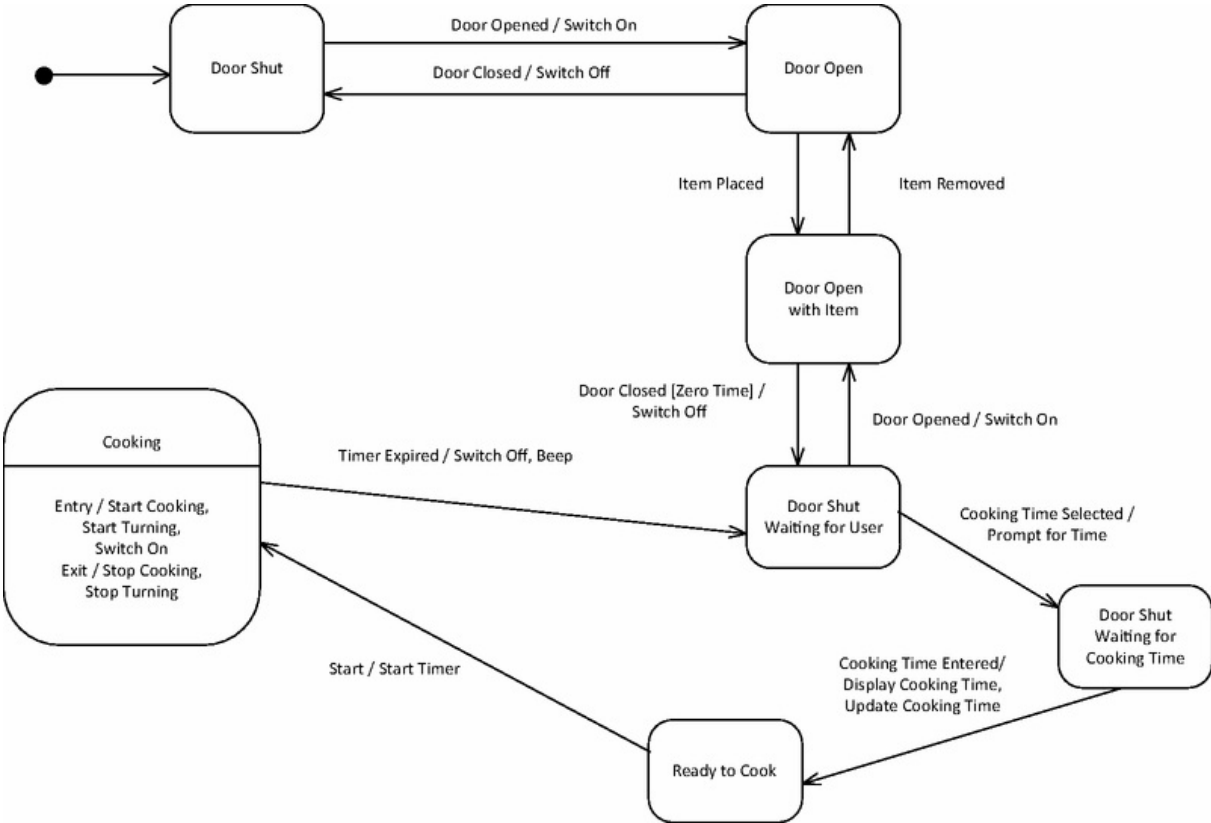 Door Opened / Switch On
Door Shut
Door Closed / Switch Off
Door Open
Item Placed
Item Removed
Door Open
with Item
Door Closed [Zero Time] /
Switch Off
Door Opened / Switch On
Cooking
Entry / Start Cooking,
Start Turning,
Switch On
Exit / Stop Cooking,
Stop Turning
Timer Expired / Switch Off, Beep
Door Shut
Waiting for User
Cooking Time Selected /
Prompt for Time
Door Shut
Waiting for
Cooking Time
Cooking Time Entered/
Display Cooking Time,
Update Cooking Time
Start / Start Timer
Ready to Cook